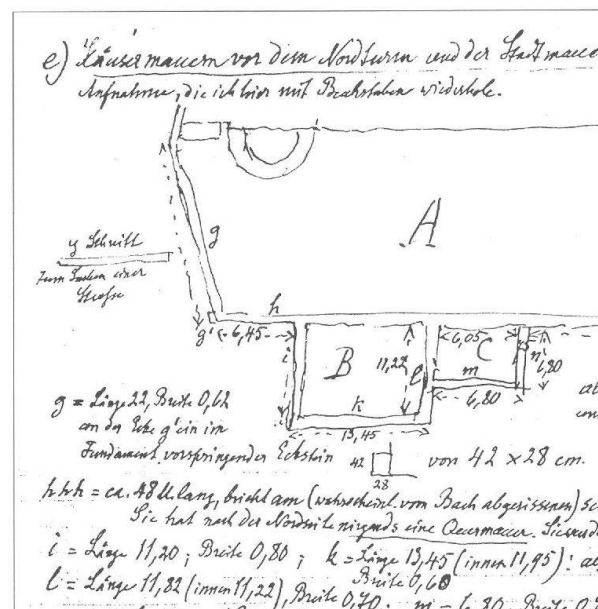 e) Häusermauern vor dem Nordturm und der Stadtmauer
Aufnahme, die ich hier mit Buchstaben wiederhole.
A
g
y Schnitt
zum Suchen einer
Strasse
h
g' 6,45
i
B
11,22
l
k
13,45
6,05
C
m
6,80
n
6,80
g = Länge 22, Breite 0,62
an der Ecke g' ein im
Fundament vorspringender Eckstein
42
28
von 42 × 28 cm.
h h h = ca. 48 M lang, bricht am (wahrscheinl. vom Bach abgerissenen)
Sie hat nach der Nordseite nirgends eine Quermauer.
i = Länge 11,20 ; Breite 0,80 ; k = Länge 13,45 (innen 11,95) !
Breite 0,60
l = Länge 11,82 (innen 11,22), Breite 0,70. m = 6,80 Breite